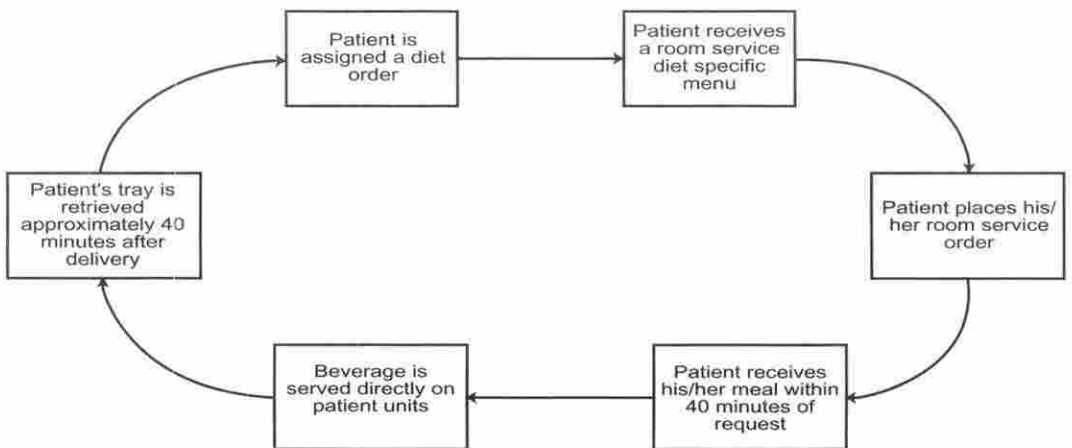 Patient is
assigned a diet
order
Patient receives
a room service
diet specific
menu
Patient places his/
her room service
order
Patient receives
his/her meal within
40 minutes of
request
Beverage is
served directly on
patient units
Patient's tray is
retrieved
approximately 40
minutes after
delivery